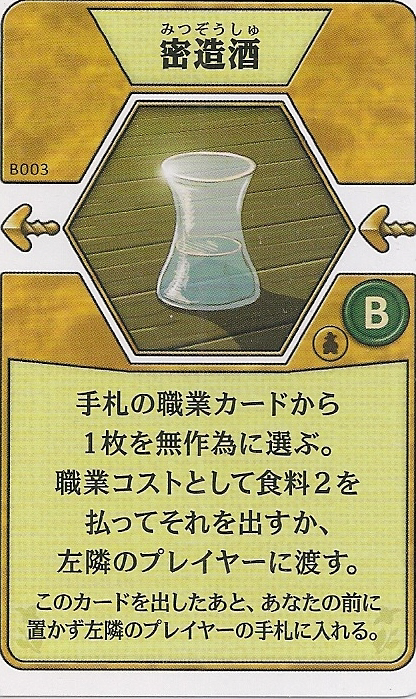 みつぞうしゅ
密造酒
B003
B
手札の職業カードから
1枚を無作為に選ぶ。
職業コストとして食料2を
払ってそれを出すか、
左隣のプレイヤーに渡す。
このカードを出したあと、あなたの前に
置かず左隣のプレイヤーの手札に入れる。